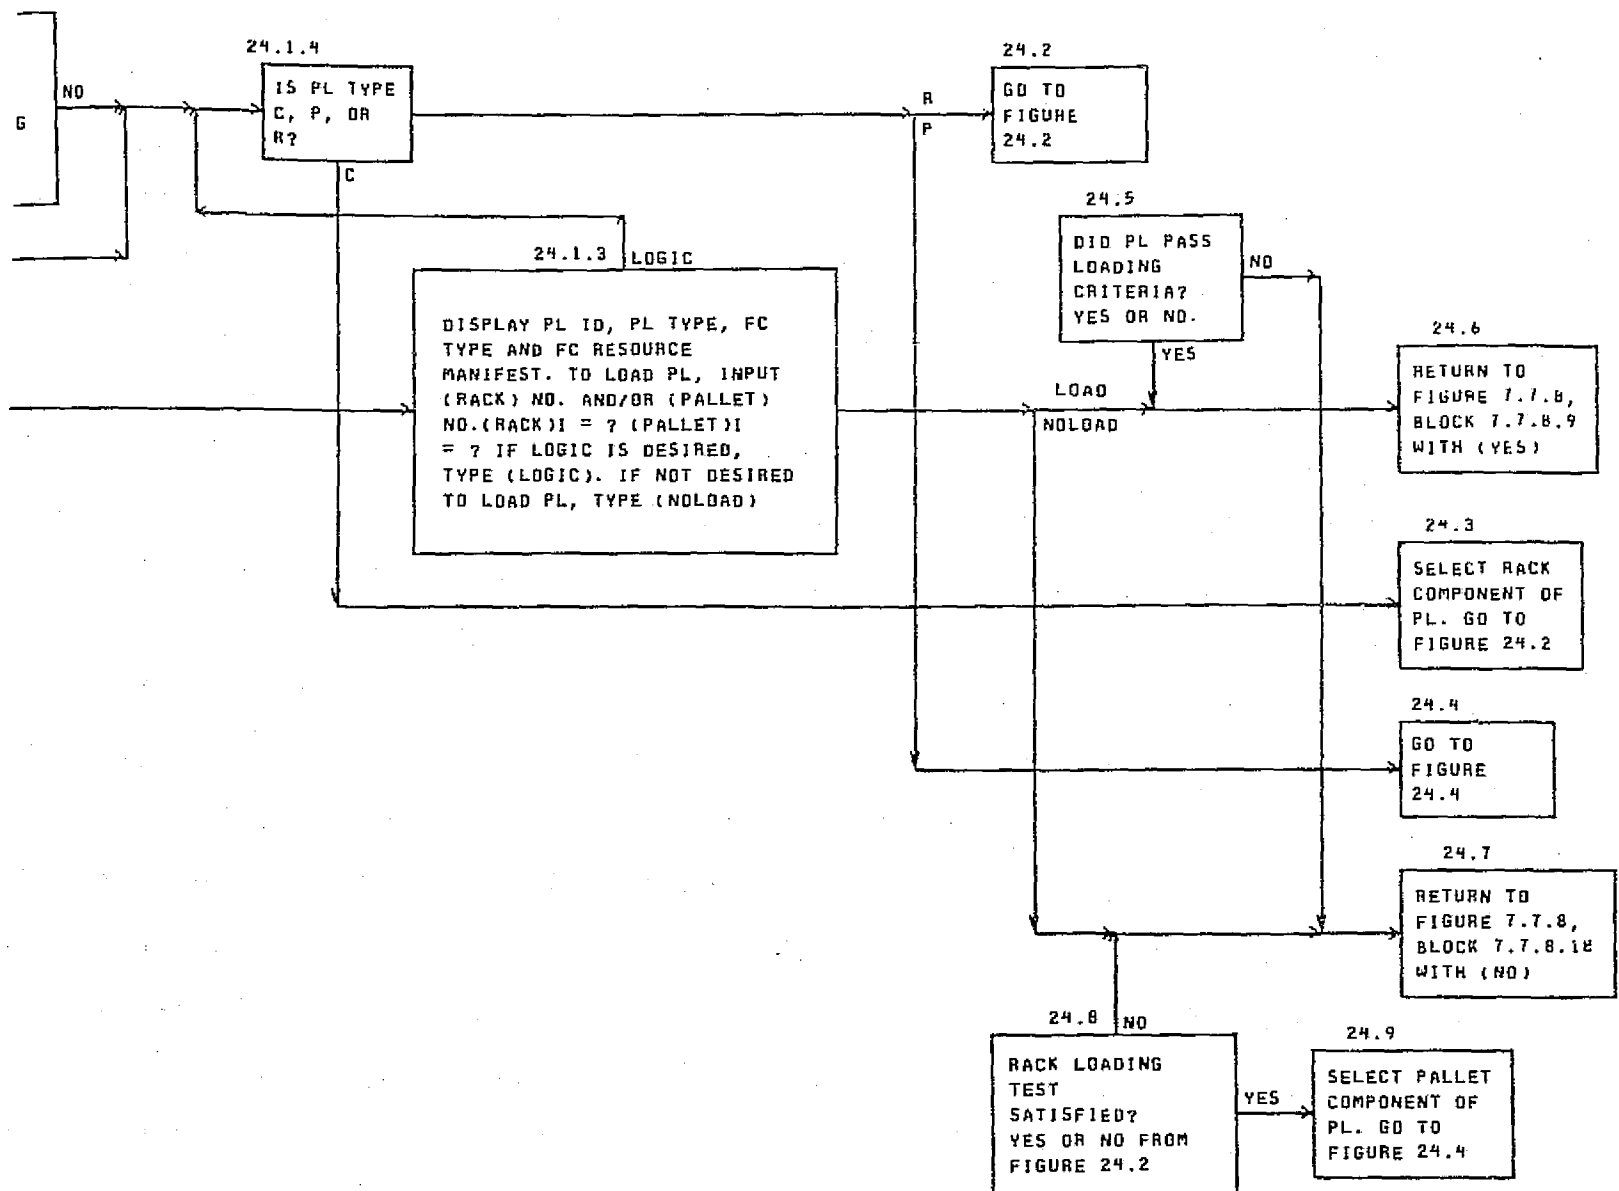 G
NO
24.1.4
IS PL TYPE
C, P, OR
R?
C
R
P
24.2
GO TO
FIGURE
24.2
24.1.3
LOGIC
DISPLAY PL ID, PL TYPE, FC
TYPE AND FC RESOURCE
MANIFEST. TO LOAD PL, INPUT
(RACK) NO. AND/OR (PALLET)
NO.(RACK)I = ? (PALLET)I
= ? IF LOGIC IS DESIRED,
TYPE (LOGIC). IF NOT DESIRED
TO LOAD PL, TYPE (NOLOAD)
24.5
DID PL PASS
LOADING
CRITERIA?
YES OR NO.
NO
YES
LOAD
NOLOAD
24.6
RETURN TO
FIGURE 7.7.8,
BLOCK 7.7.8.9
WITH (YES)
24.3
SELECT RACK
COMPONENT OF
PL. GO TO
FIGURE 24.2
24.4
GO TO
FIGURE
24.4
24.7
RETURN TO
FIGURE 7.7.8,
BLOCK 7.7.8.18
WITH (NO)
24.8
NO
RACK LOADING
TEST
SATISFIED?
YES OR NO FROM
FIGURE 24.2
YES
24.9
SELECT PALLET
COMPONENT OF
PL. GO TO
FIGURE 24.4